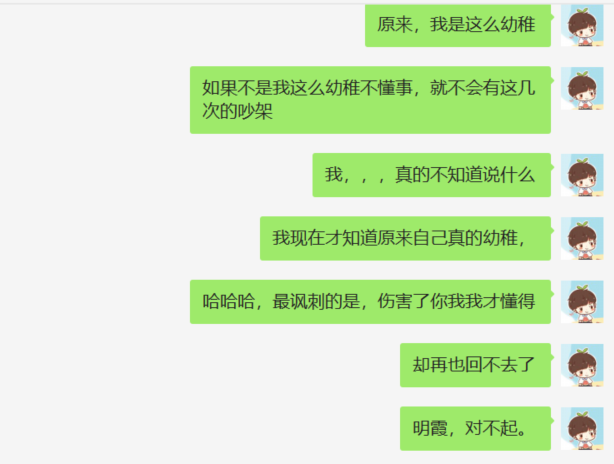 原来，我是这么幼稚
如果不是我这么幼稚不懂事，就不会有这几
次的吵架
我，，，真的不知道说什么
我现在才知道原来自己真的幼稚，
哈哈哈，最讽刺的是，伤害了你我我才懂得
却再也回不去了
明霞，对不起。